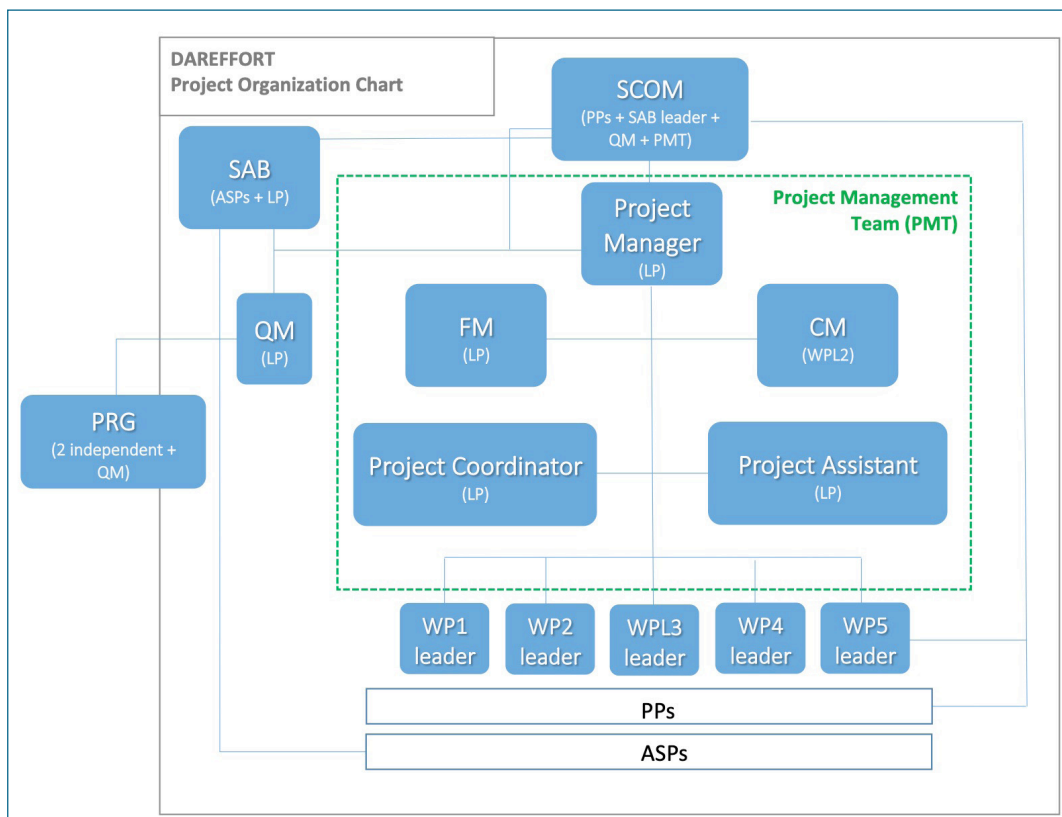 DAREFFORT
Project Organization Chart
SCOM
(PPs + SAB leader +
QM + PMT)
SAB
(ASPs + LP)
Project Management
Team (PMT)
Project
Manager
(LP)
QM
(LP)
FM
(LP)
CM
(WPL2)
PRG
(2 independent +
QM)
Project Coordinator
(LP)
Project Assistant
(LP)
WP1
leader
WP2
leader
WPL3
leader
WP4
leader
WP5
leader
PPs
ASPs